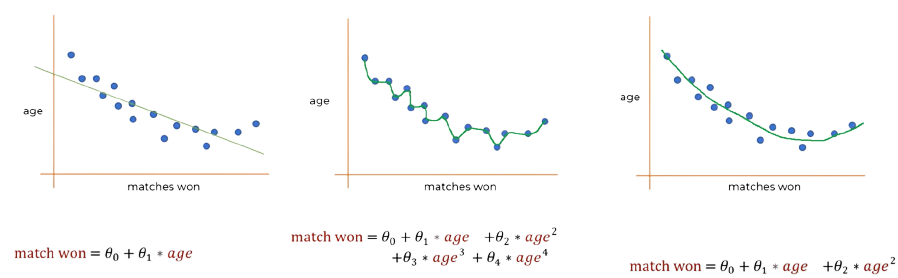 age
matches won
match won = θ₀ + θ₁ * age
age
matches won
match won = θ₀ + θ₁ * age +θ₂ * age²
+θ₃ * age³ + θ₄ * age⁴
age
matches won
match won = θ₀ + θ₁ * age +θ₂ * age²